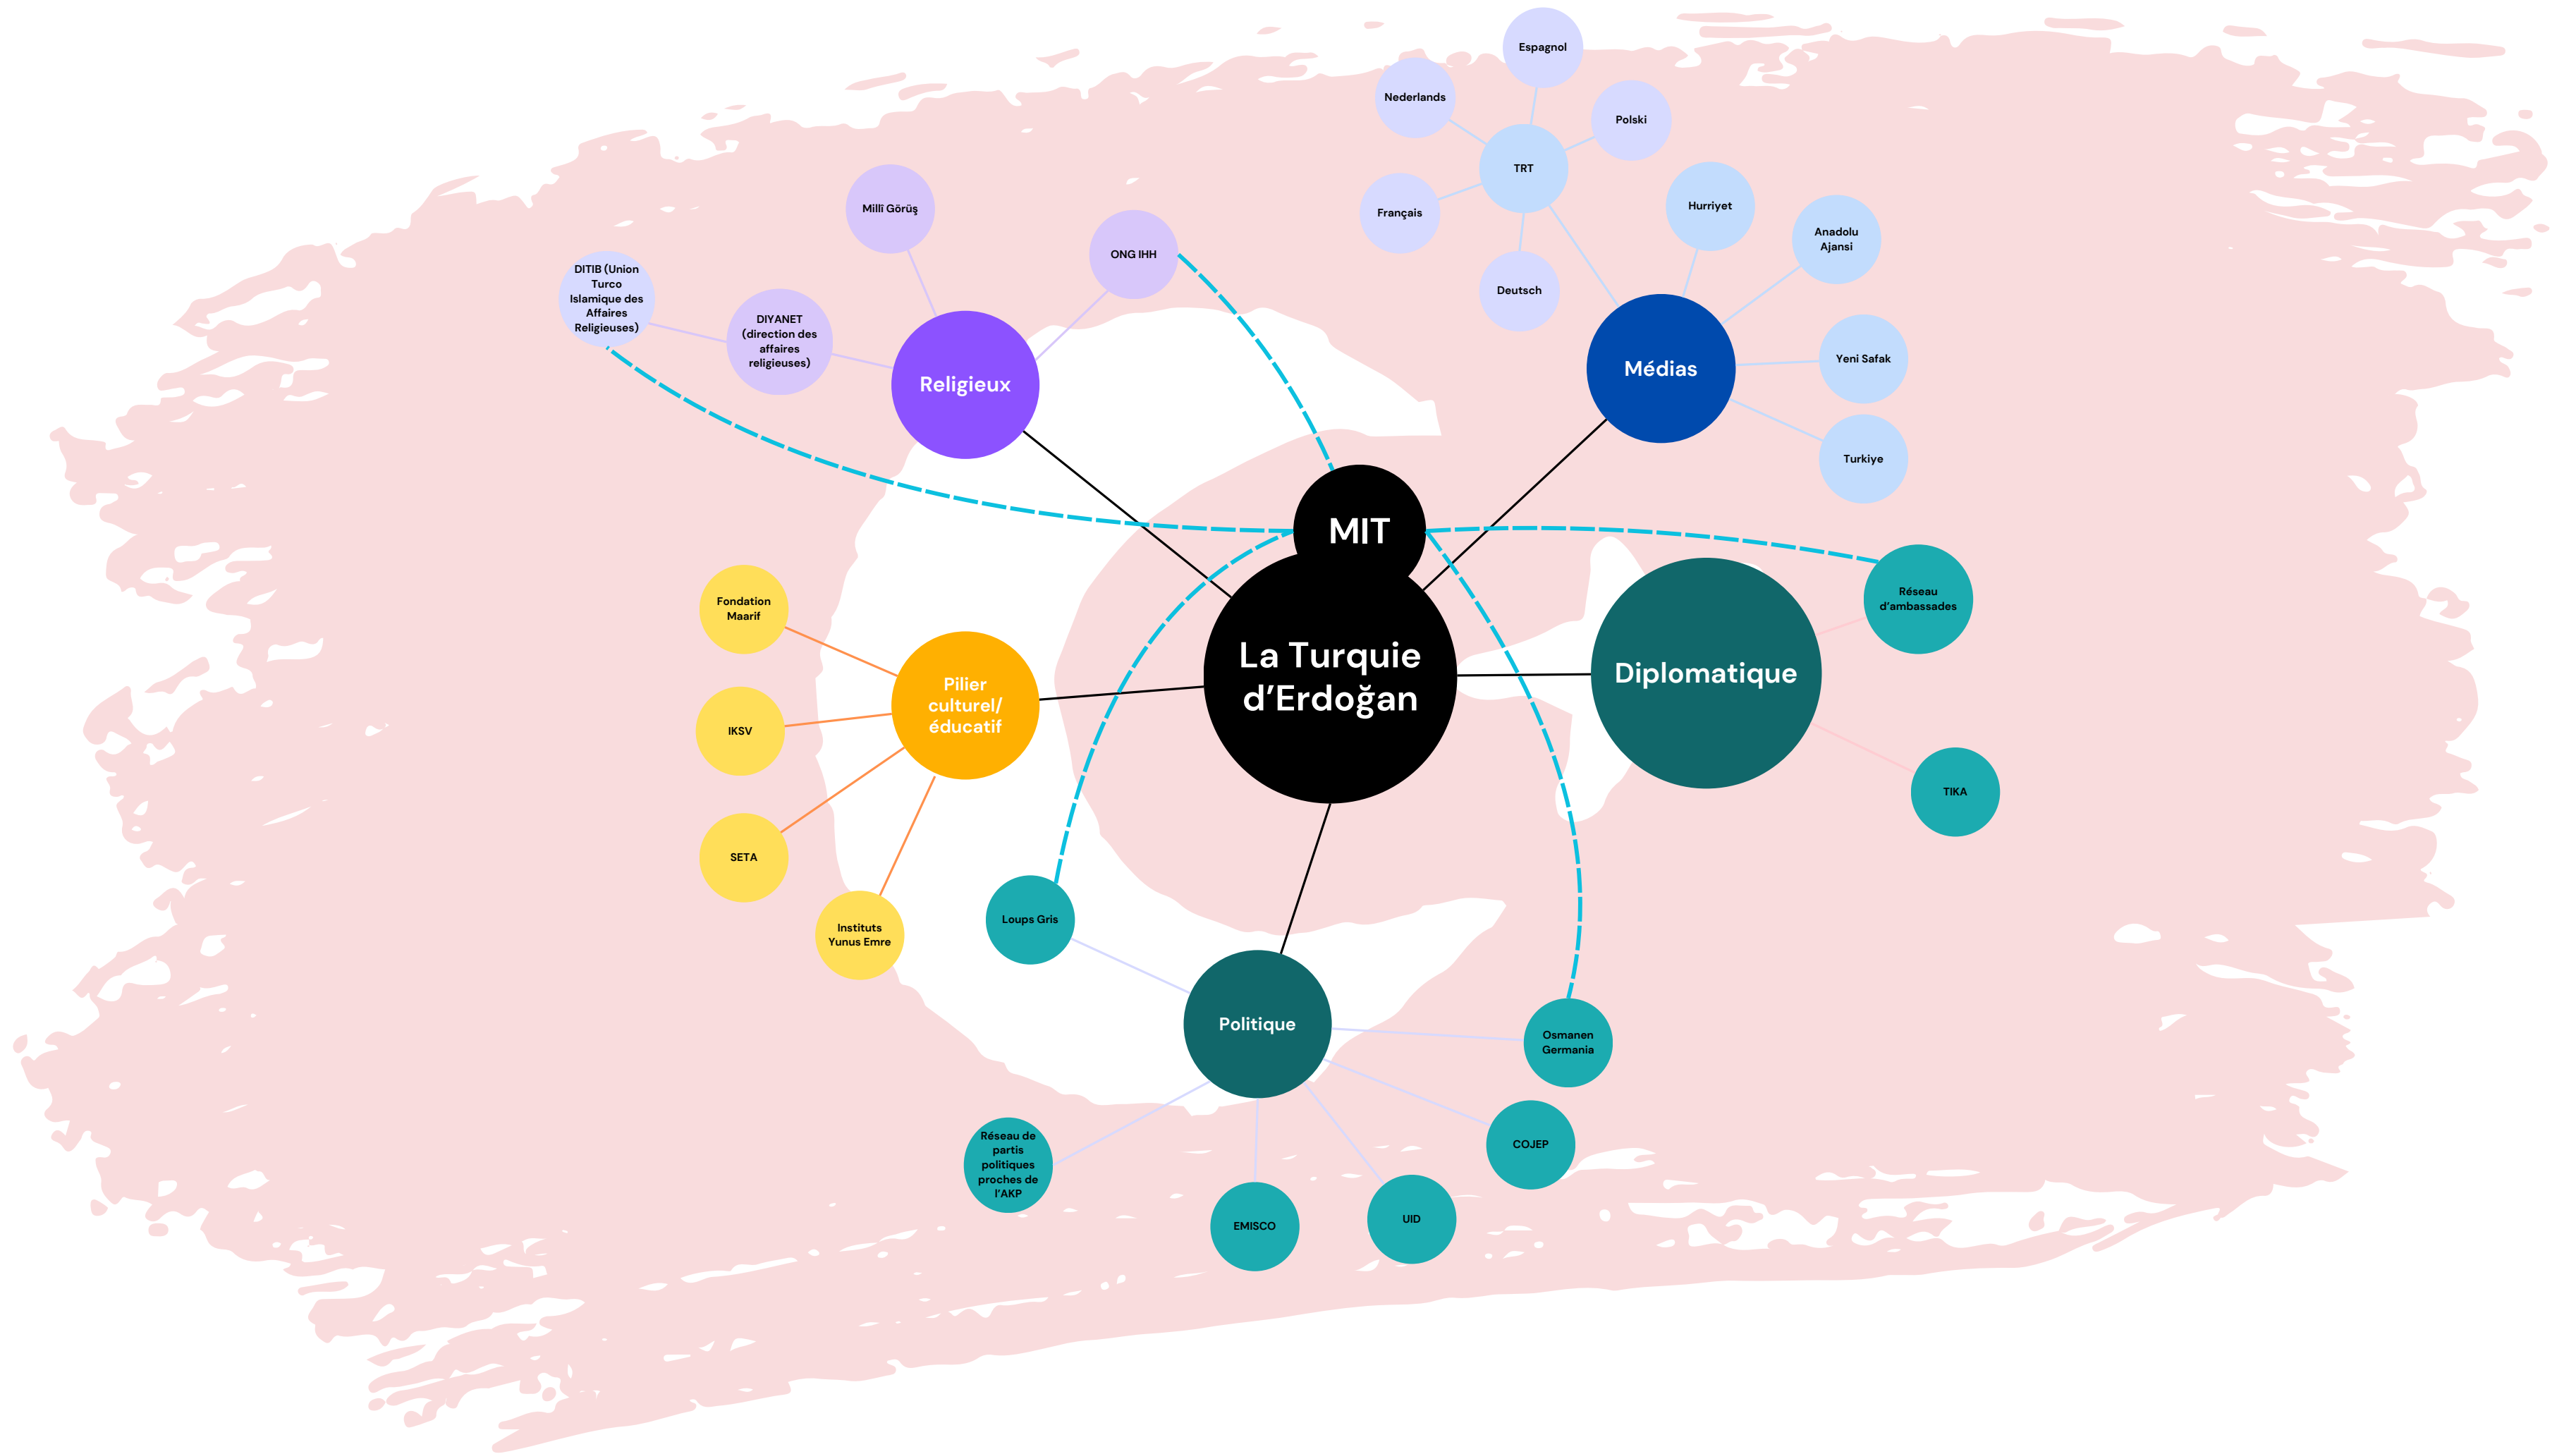 Espagnol
Nederlands
Polski
TRT
Français
Deutsch
Hurriyet
Anadolu
Ajansi
Yeni Safak
Turkiye
Médias
Millî Görüş
ONG IHH
DITIB (Union
Turco
Islamique des
Affaires
Religieuses)
DIYANET
(direction des
affaires
religieuses)
Religieux
MIT
La Turquie
d’Erdoğan
Réseau
d’ambassades
Diplomatique
TIKA
Fondation
Maarif
IKSV
Pilier
culturel/
éducatif
SETA
Instituts
Yunus Emre
Loups Gris
Politique
Osmanen
Germania
COJEP
UID
EMISCO
Réseau de
partis
politiques
proches de
l’AKP